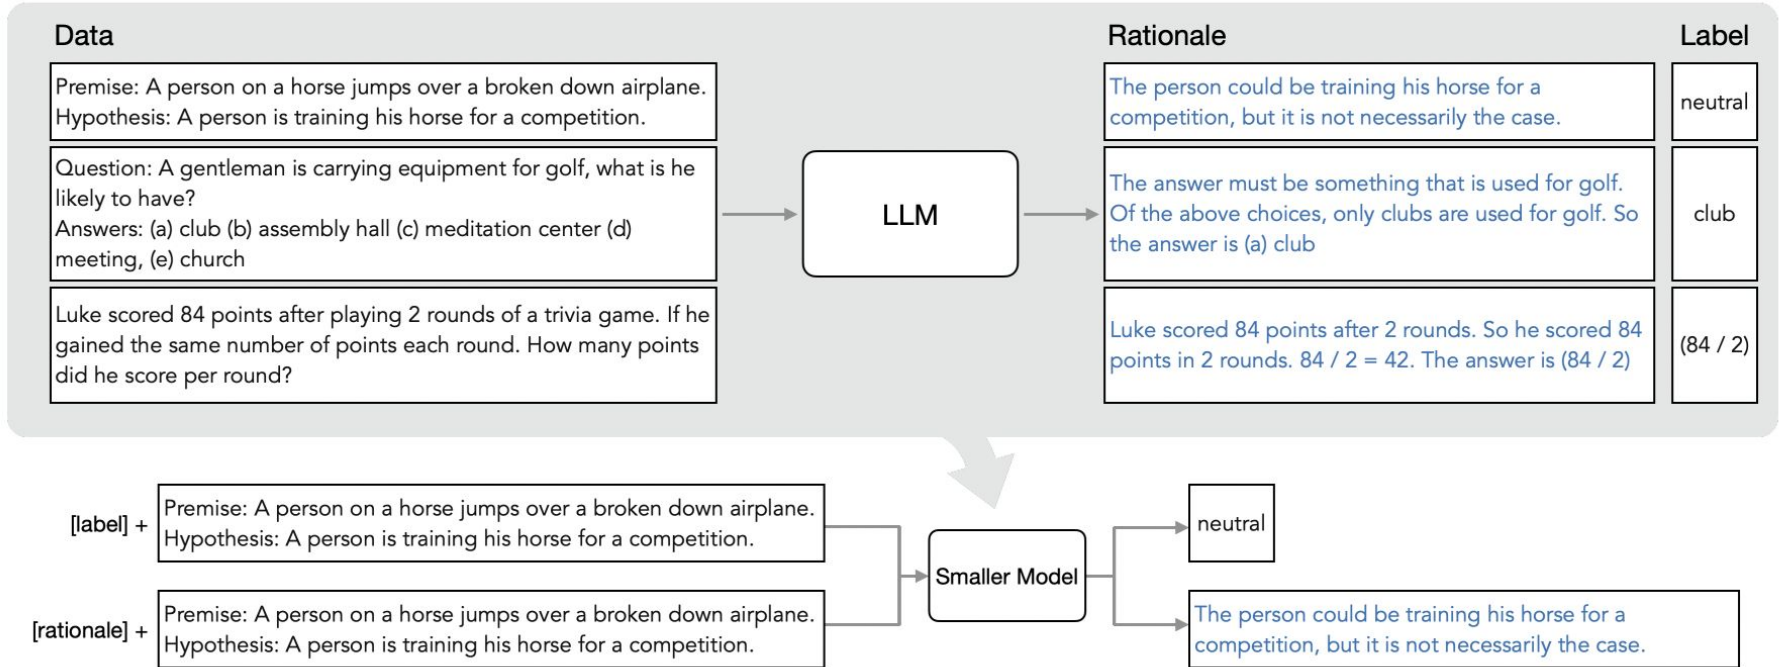 Data
Rationale
Label
Premise: A person on a horse jumps over a broken down airplane.
Hypothesis: A person is training his horse for a competition.
The person could be training his horse for a
competition, but it is not necessarily the case.
neutral
Question: A gentleman is carrying equipment for golf, what is he
likely to have?
Answers: (a) club (b) assembly hall (c) meditation center (d)
meeting, (e) church
LLM
The answer must be something that is used for golf.
Of the above choices, only clubs are used for golf. So
the answer is (a) club
club
Luke scored 84 points after playing 2 rounds of a trivia game. If he
gained the same number of points each round. How many points
did he score per round?
Luke scored 84 points after 2 rounds. So he scored 84
points in 2 rounds. 84 / 2 = 42. The answer is (84 / 2)
(84 / 2)
[label] +
Premise: A person on a horse jumps over a broken down airplane.
Hypothesis: A person is training his horse for a competition.
neutral
Smaller Model
[rationale] +
Premise: A person on a horse jumps over a broken down airplane.
Hypothesis: A person is training his horse for a competition.
The person could be training his horse for a
competition, but it is not necessarily the case.